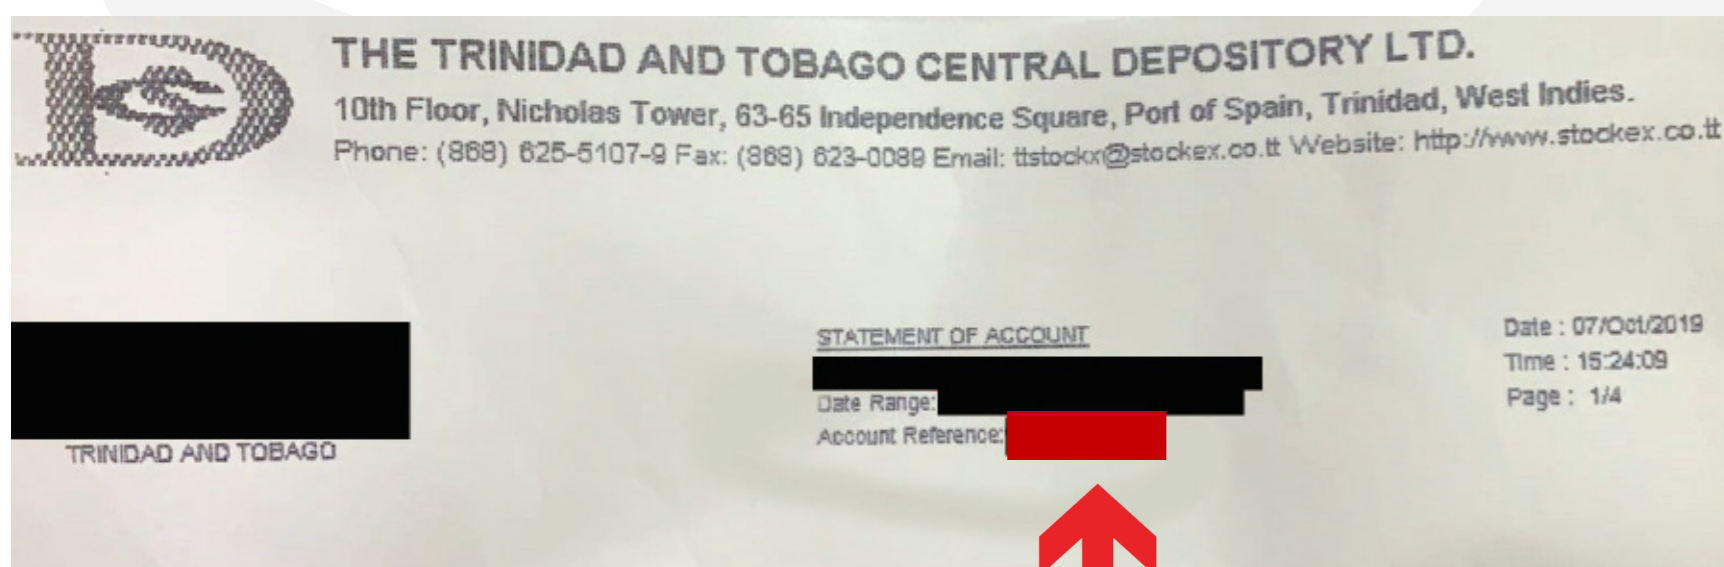 THE TRINIDAD AND TOBAGO CENTRAL DEPOSITORY LTD.
10th Floor, Nicholas Tower, 63-65 Independence Square, Port of Spain, Trinidad, West Indies.
Phone: (868) 625-5107-9 Fax: (868) 623-0089 Email: ttstockx@stockex.co.tt Website: http://www.stockex.co.tt
TRINIDAD AND TOBAGO
STATEMENT OF ACCOUNT
Date Range:
Account Reference:
Date : 07/Oct/2019
Time : 15:24:09
Page : 1/4